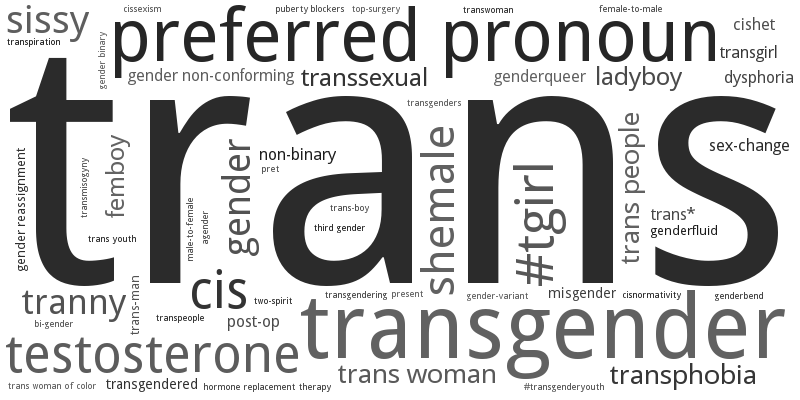 cissexism
puberty blockers
top-surgery
transwoman
female-to-male
sissy
preferred pronoun
cishet
transpiration
gender binary
transgirl
gender non-conforming
transsexual
genderqueer
ladyboy
dysphoria
trans
transgenders
femboy
gender
shemale
#tgirl
trans people
sex-change
non-binary
gender reassignment
transmisogyny
pret
male-to-female
agender
trans-boy
third gender
trans*
genderfluid
trans youth
cis
tranny
trans-man
two-spirit
transgendering
present
gender-variant
misgender
cisnormativity
genderbend
bi-gender
transpeople
post-op
transgender
testosterone
trans woman
transphobia
trans woman of color
transgendered
hormone replacement therapy
#transgenderyouth